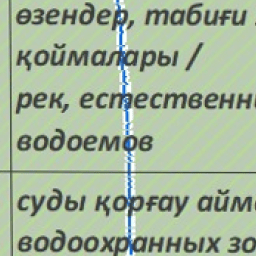 өзендер, табиғи
қоймалары /
рек, естественн
водоемов
суды қорғау айм
водоохранных зо